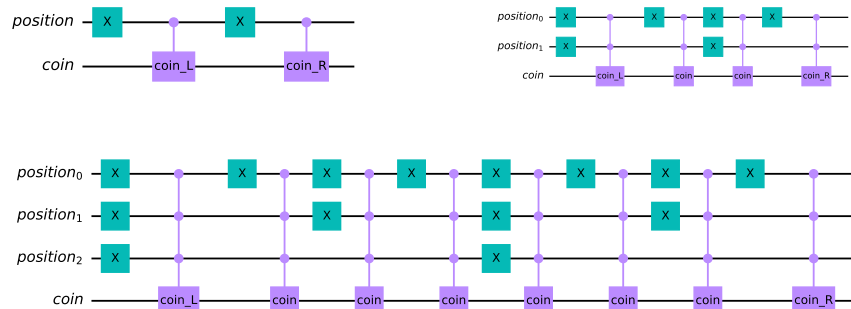 position X X
coin coin_L coin_R
position₀ X X X X
position₁ X X
coin coin_L coin coin coin_R
position₀ X X X X X X X X
position₁ X X X X
position₂ X X
coin coin_L coin coin coin coin coin coin coin_R